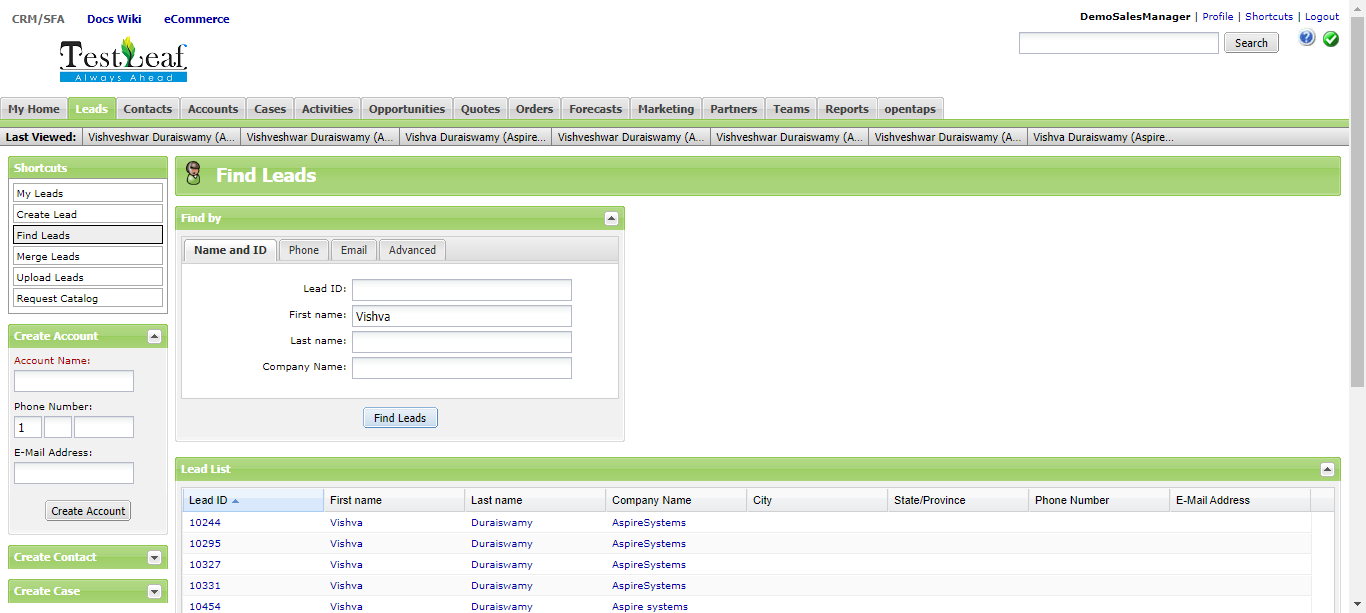 CRM/SFA Docs Wiki eCommerce
DemoSalesManager | Profile | Shortcuts | Logout
TestLeaf
Always Ahead
Search
My Home Leads Contacts Accounts Cases Activities Opportunities Quotes Orders Forecasts Marketing Partners Teams Reports opentaps
Last Viewed: Vishveshwar Duraiswamy (A... Vishveshwar Duraiswamy (A... Vishva Duraiswamy (Aspire... Vishveshwar Duraiswamy (A... Vishveshwar Duraiswamy (A... Vishveshwar Duraiswamy (A... Vishva Duraiswamy (Aspire...
Shortcuts
My Leads
Create Lead
Find Leads
Merge Leads
Upload Leads
Request Catalog
Create Account
Account Name:
Phone Number:
1
E-Mail Address:
Create Account
Create Contact
Create Case
Find Leads
Find by
Name and ID Phone Email Advanced
Lead ID:
First name: Vishva
Last name:
Company Name:
Find Leads
Lead List
Lead ID First name Last name Company Name City State/Province Phone Number E-Mail Address
10244 Vishva Duraiswamy AspireSystems
10295 Vishva Duraiswamy AspireSystems
10327 Vishva Duraiswamy AspireSystems
10331 Vishva Duraiswamy AspireSystems
10454 Vishva Duraiswamy Aspire systems